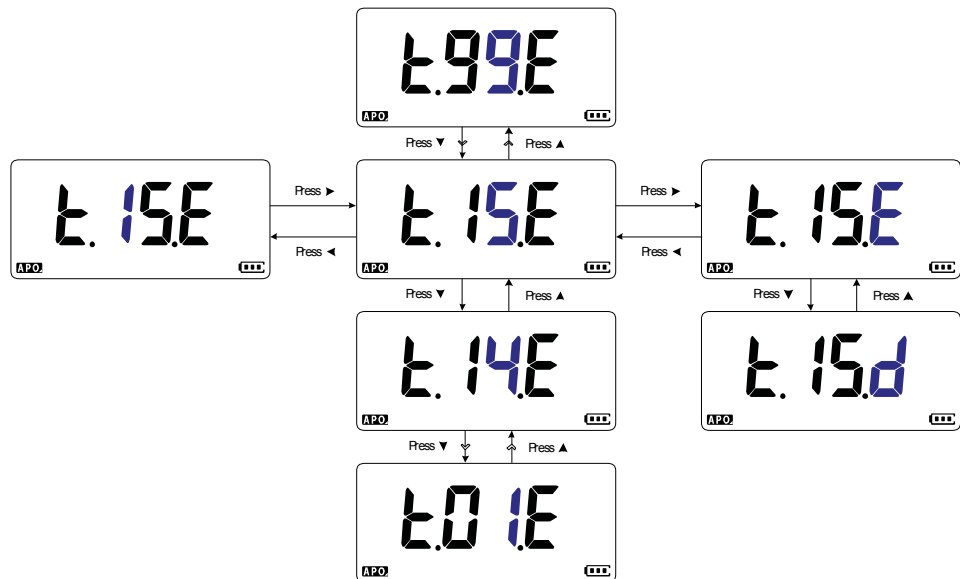 t.99.E
APO
Press ▼ Press ▲
t.15.E
APO
Press ►
Press ◄
t.15.E
APO
Press ►
Press ◄
t.15.E
APO
Press ▼ Press ▲
Press ▼ Press ▲
t.14.E
APO
t.15.d
APO
Press ▼ Press ▲
t.01.E
APO